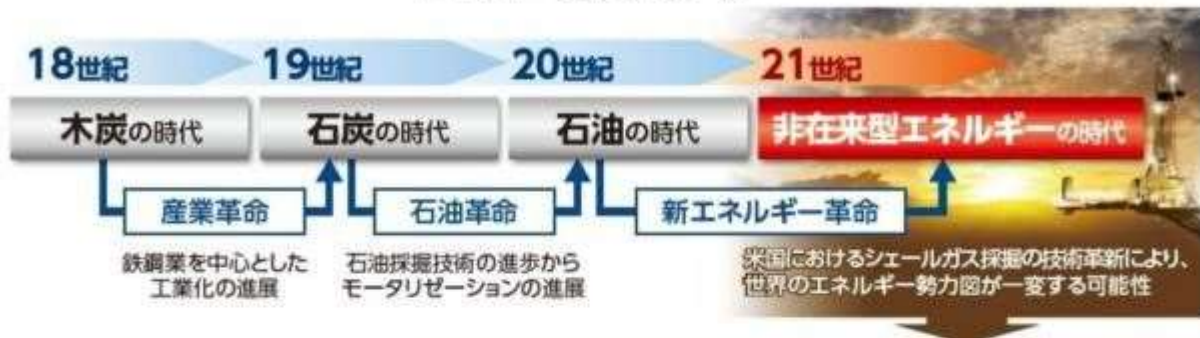 18世紀
19世紀
20世紀
21世紀
木炭の時代
石炭の時代
石油の時代
非在来型エネルギーの時代
産業革命
石油革命
新エネルギー革命
鉄鋼業を中心とした
工業化の進展
石油採掘技術の進歩から
モータリゼーションの進展
米国におけるシェールガス採掘の技術革新により、
世界のエネルギー勢力図が一変する可能性